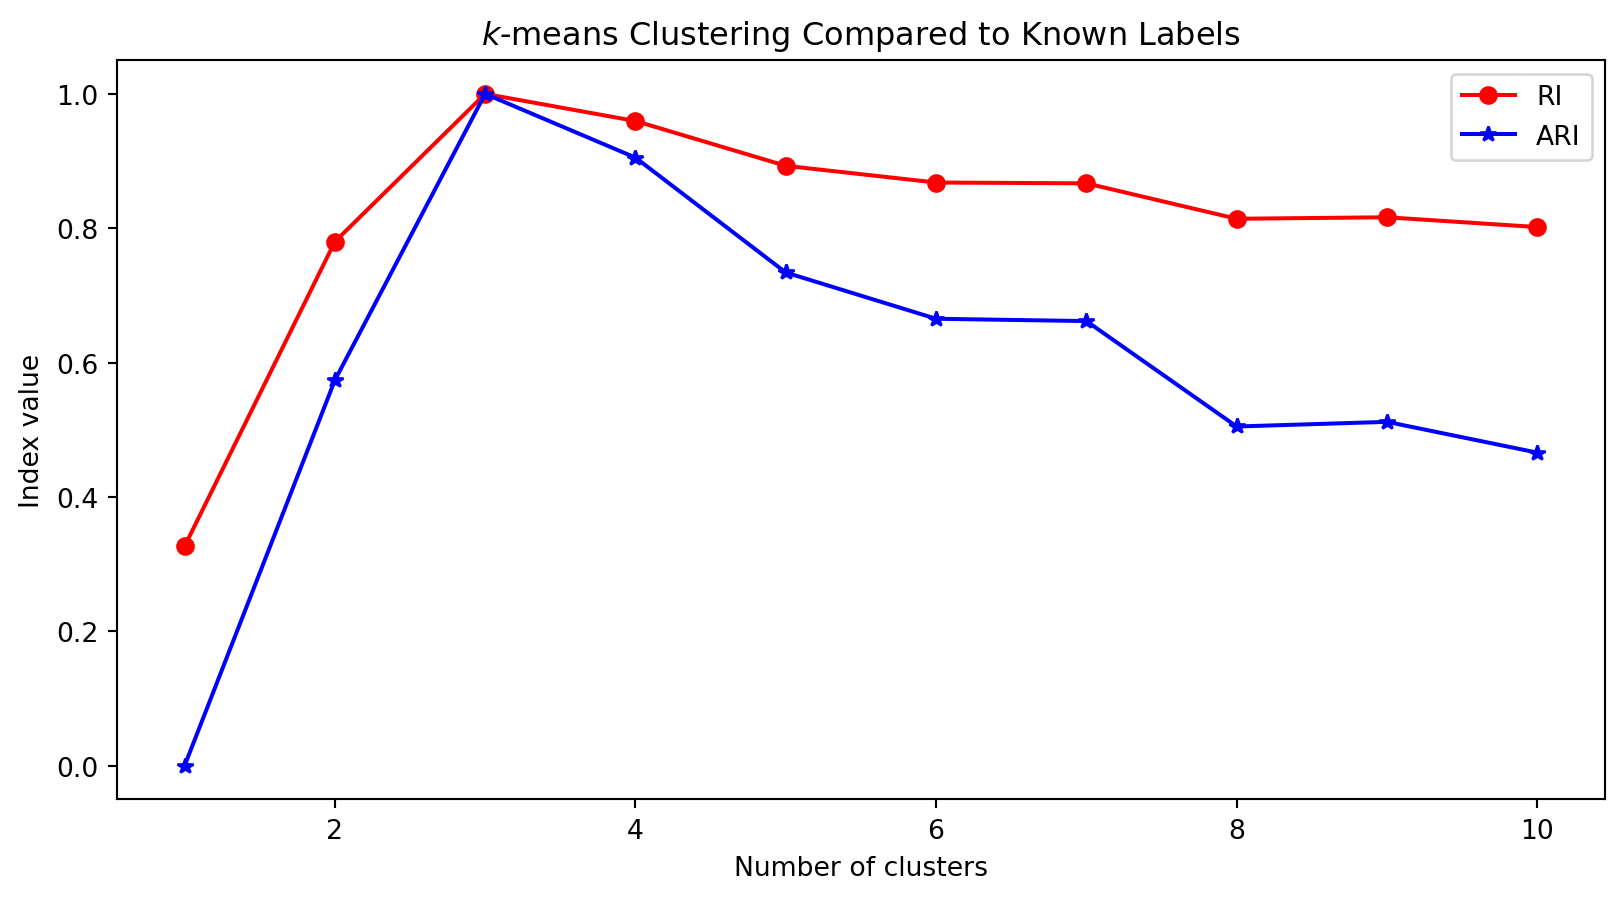 k-means Clustering Compared to Known Labels
RI
ARI
1.0
0.8
0.6
0.4
0.2
0.0
Index value
2 4 6 8 10
Number of clusters